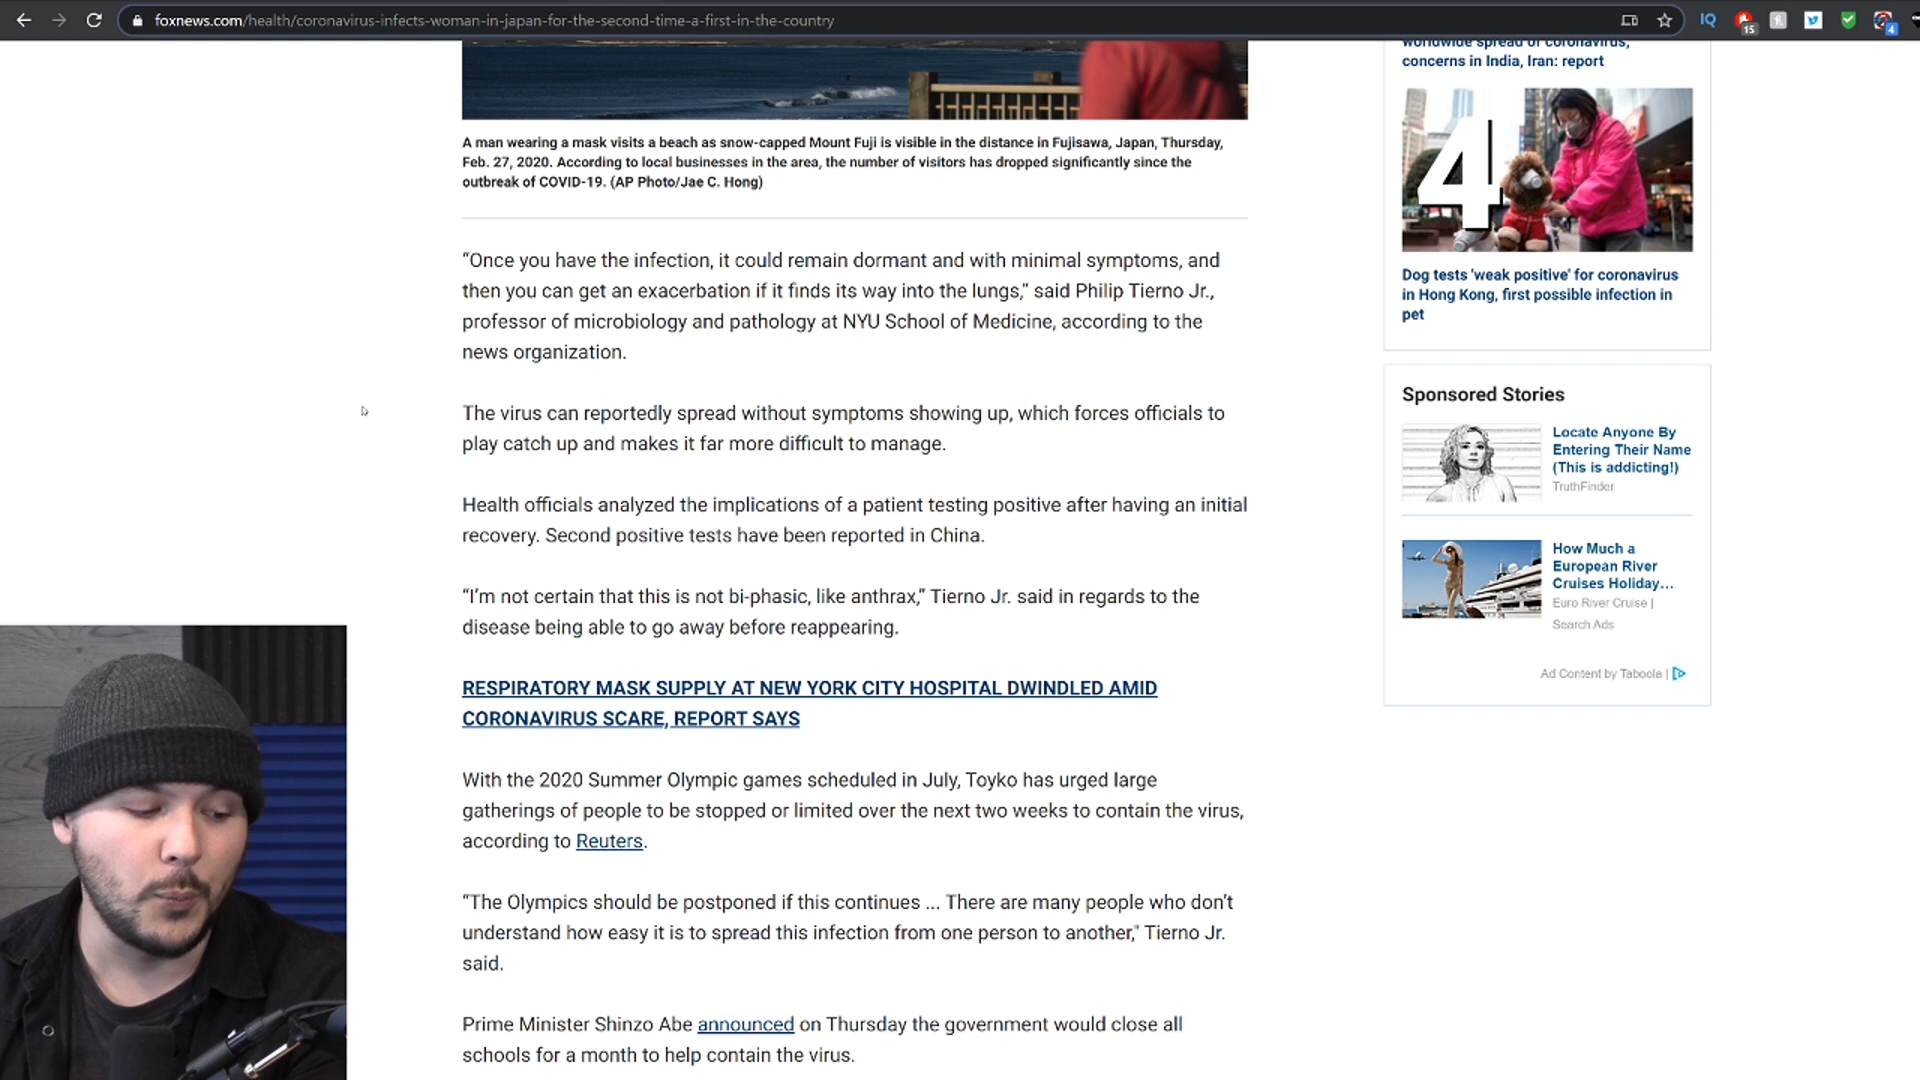 foxnews.com/health/coronavirus-infects-woman-in-japan-for-the-second-time-a-first-in-the-country
IQ
15
4
A man wearing a mask visits a beach as snow-capped Mount Fuji is visible in the distance in Fujisawa, Japan, Thursday,
Feb. 27, 2020. According to local businesses in the area, the number of visitors has dropped significantly since the
outbreak of COVID-19. (AP Photo/Jae C. Hong)
“Once you have the infection, it could remain dormant and with minimal symptoms, and
then you can get an exacerbation if it finds its way into the lungs,” said Philip Tierno Jr.,
professor of microbiology and pathology at NYU School of Medicine, according to the
news organization.
The virus can reportedly spread without symptoms showing up, which forces officials to
play catch up and makes it far more difficult to manage.
Health officials analyzed the implications of a patient testing positive after having an initial
recovery. Second positive tests have been reported in China.
“I’m not certain that this is not bi-phasic, like anthrax,” Tierno Jr. said in regards to the
disease being able to go away before reappearing.
RESPIRATORY MASK SUPPLY AT NEW YORK CITY HOSPITAL DWINDLED AMID
CORONAVIRUS SCARE, REPORT SAYS
With the 2020 Summer Olympic games scheduled in July, Toyko has urged large
gatherings of people to be stopped or limited over the next two weeks to contain the virus,
according to Reuters.
“The Olympics should be postponed if this continues ... There are many people who don’t
understand how easy it is to spread this infection from one person to another," Tierno Jr.
said.
Prime Minister Shinzo Abe announced on Thursday the government would close all
schools for a month to help contain the virus.
worldwide spread of coronavirus,
concerns in India, Iran: report
4
Dog tests 'weak positive' for coronavirus
in Hong Kong, first possible infection in
pet
Sponsored Stories
Locate Anyone By
Entering Their Name
(This is addicting!)
TruthFinder
How Much a
European River
Cruises Holiday...
Euro River Cruise |
Search Ads
Ad Content by Taboola |